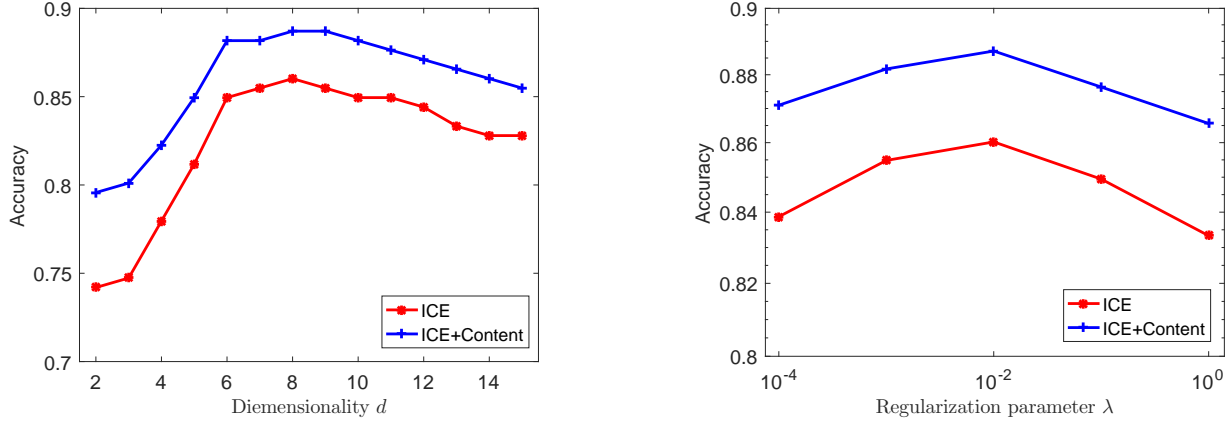 0.9
0.85
0.8
0.75
0.7
Accuracy
2 4 6 8 10 12 14
Diemensionality d
ICE
ICE+Content
0.9
0.88
0.86
0.84
0.82
0.8
Accuracy
10^-4 10^-2 10^0
Regularization parameter λ
ICE
ICE+Content